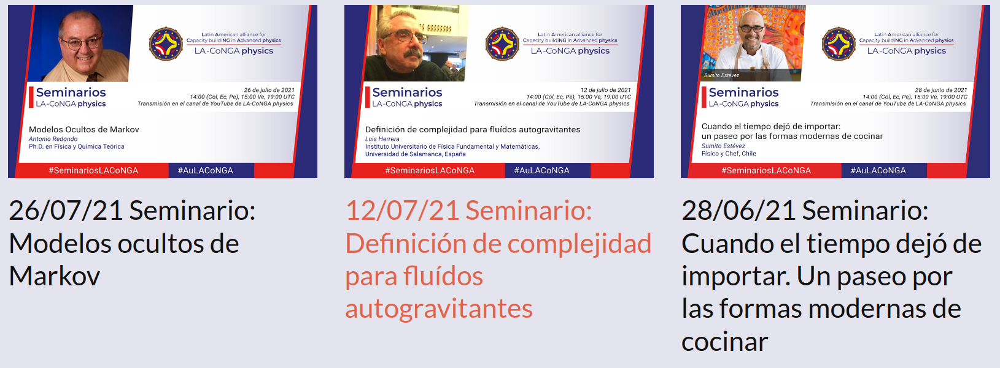 Latin American alliance for
Capacity buildiNG in Advanced physics
LA-CoNGA physics
Seminarios
LA-CoNGA physics
26 de julio de 2021
14:00 (Col, Ec, Pe), 15:00 Ve, 19:00 UTC
Transmisión en el canal de YouTube de LA-CoNGA physics
Modelos Ocultos de Markov
Antonio Redondo
Ph.D. en Física y Química Teórica
#SeminariosLACoNGA
#AuLACoNGA
26/07/21 Seminario:
Modelos ocultos de
Markov
Latin American alliance for
Capacity buildiNG in Advanced physics
LA-CoNGA physics
Seminarios
LA-CoNGA physics
12 de julio de 2021
14:00 (Col, Ec, Pe), 15:00 Ve, 19:00 UTC
Transmisión en el canal de YouTube de LA-CoNGA physics
Definición de complejidad para fluídos autogravitantes
Luis Herrera
Instituto Universitario de Física Fundamental y Matemáticas,
Universidad de Salamanca, España
#SeminariosLACoNGA
#AuLACoNGA
12/07/21 Seminario:
Definición de complejidad
para fluídos
autogravitantes
Sumito Estévez
Latin American alliance for
Capacity buildiNG in Advanced physics
LA-CoNGA physics
Seminarios
LA-CoNGA physics
28 de junio de 2021
14:00 (Col, Ec, Pe), 15:00 Ve, 19:00 UTC
Transmisión en el canal de YouTube de LA-CoNGA physics
Cuando el tiempo dejó de importar:
un paseo por las formas modernas de cocinar
Sumito Estévez
Físico y Chef, Chile
#SeminariosLACoNGA
#AuLACoNGA
28/06/21 Seminario:
Cuando el tiempo dejó de
importar. Un paseo por
las formas modernas de
cocinar